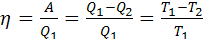 η = A/Q₁ = (Q₁−Q₂)/Q₁ = (T₁−T₂)/T₁